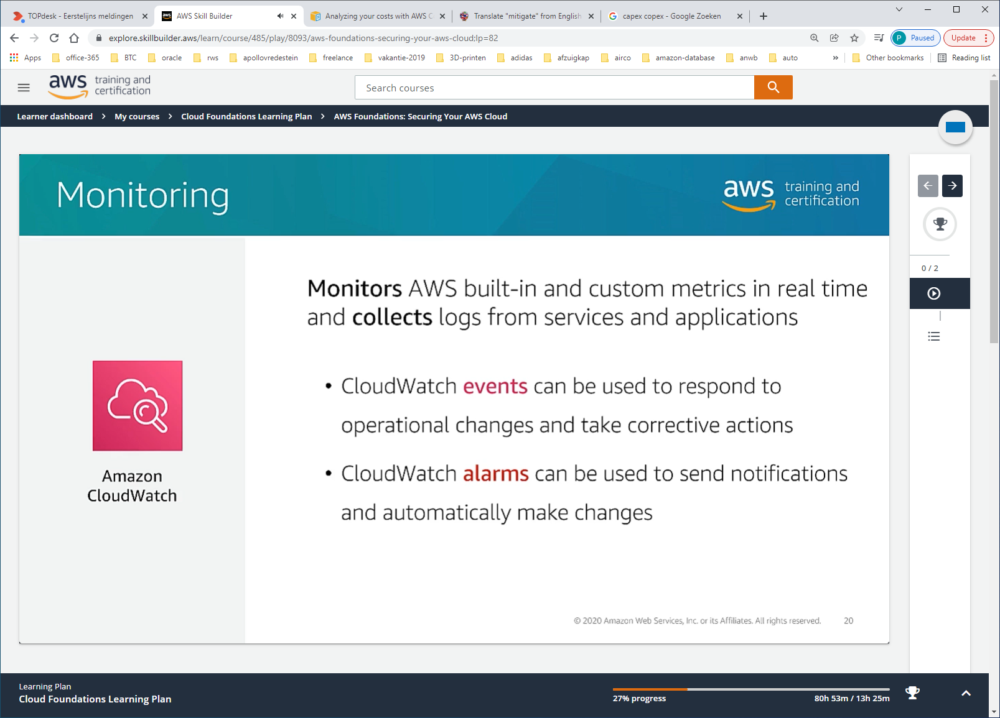 TOPdesk - Eerstelijns meldingen
AWS Skill Builder
Analyzing your costs with AWS C
Translate "mitigate" from English
capex copex - Google Zoeken
explore.skillbuilder.aws/learn/course/485/play/8093/aws-foundations-securing-your-aws-cloud;lp=82
P Paused
Update
Apps
office-365
BTC
oracle
rws
apollovredestein
freelance
vakantie-2019
3D-printen
adidas
afzuigkap
airco
amazon-database
anwb
auto
»
Other bookmarks
Reading list
aws training and
certification
Search courses
Learner dashboard > My courses > Cloud Foundations Learning Plan > AWS Foundations: Securing Your AWS Cloud
Monitoring
aws training and
certification
0 / 2
Monitors AWS built-in and custom metrics in real time
and collects logs from services and applications
• CloudWatch events can be used to respond to
operational changes and take corrective actions
• CloudWatch alarms can be used to send notifications
and automatically make changes
Amazon
CloudWatch
© 2020 Amazon Web Services, Inc. or its Affiliates. All rights reserved. 20
Learning Plan
Cloud Foundations Learning Plan
27% progress
80h 53m / 13h 25m